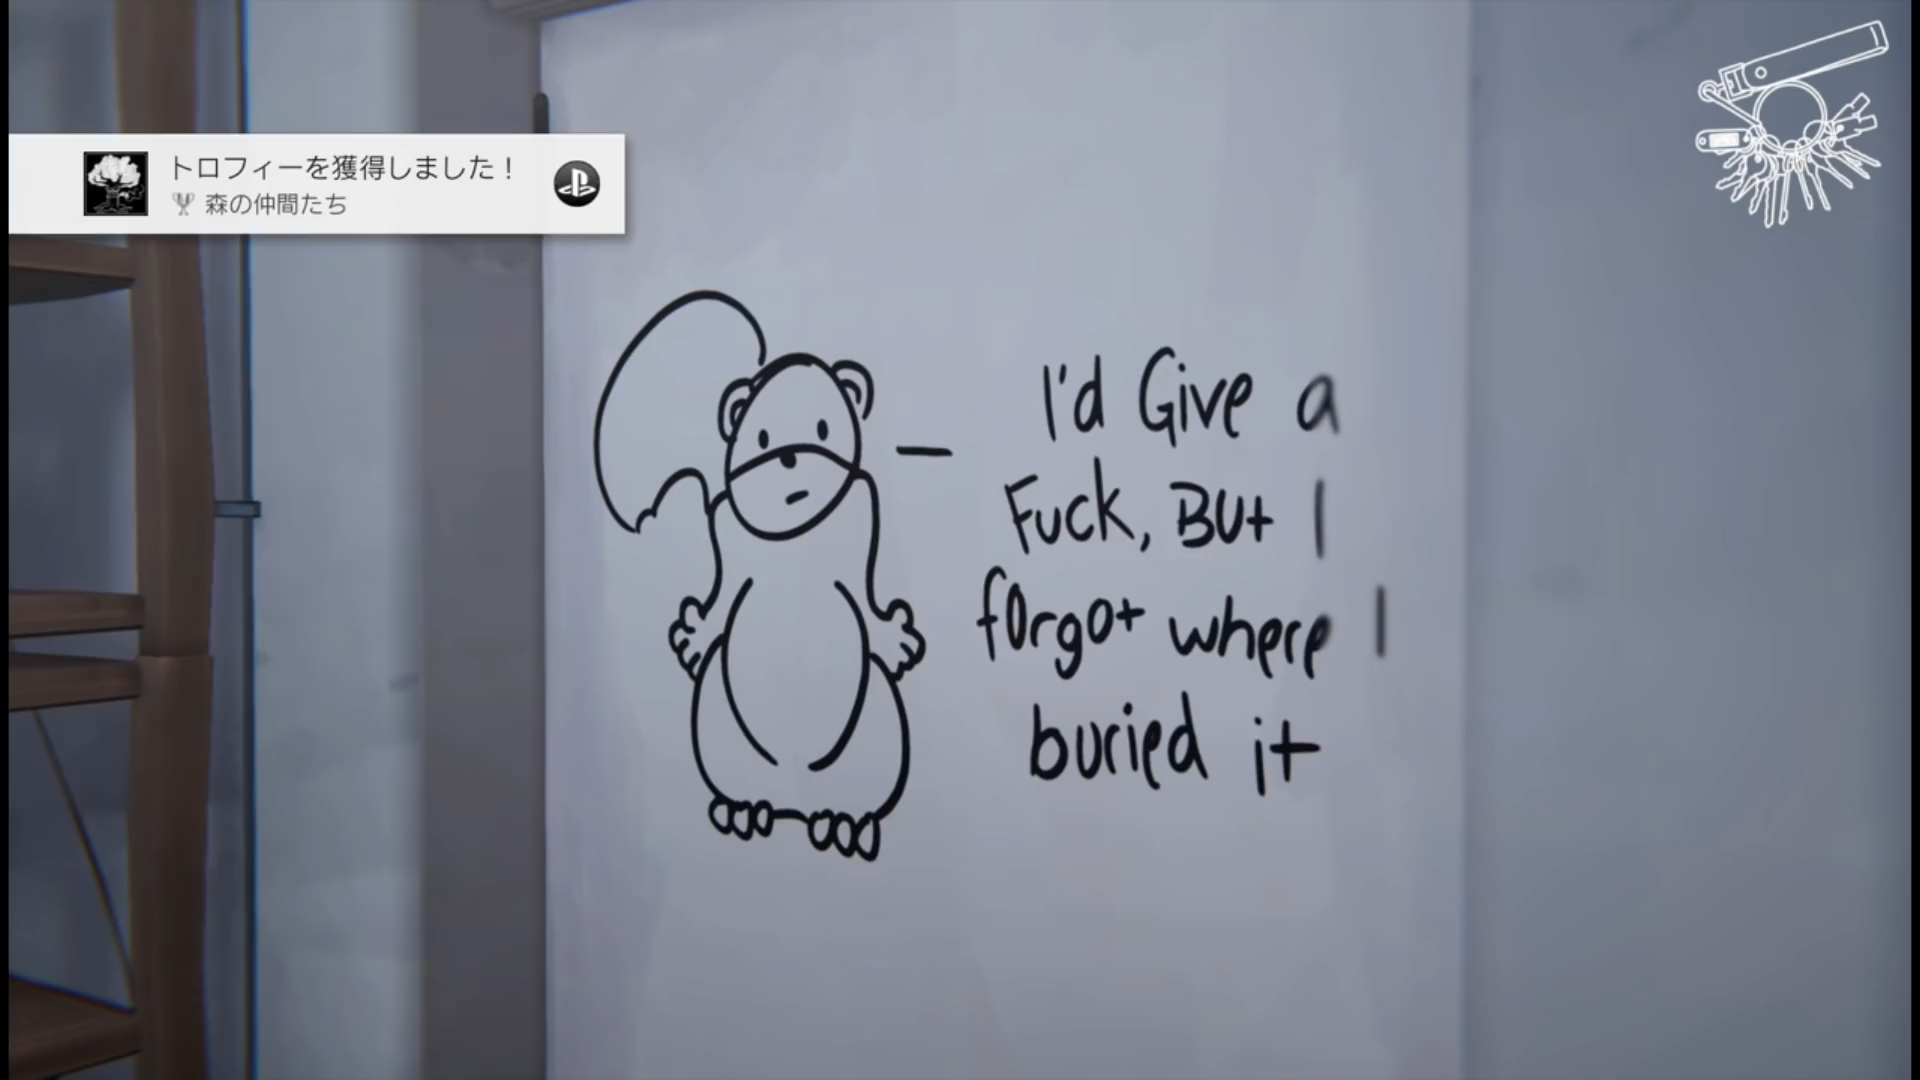 トロフィーを獲得しました！
森の仲間たち
I'd Give a
Fuck, BUt I
forgot where I
buried it